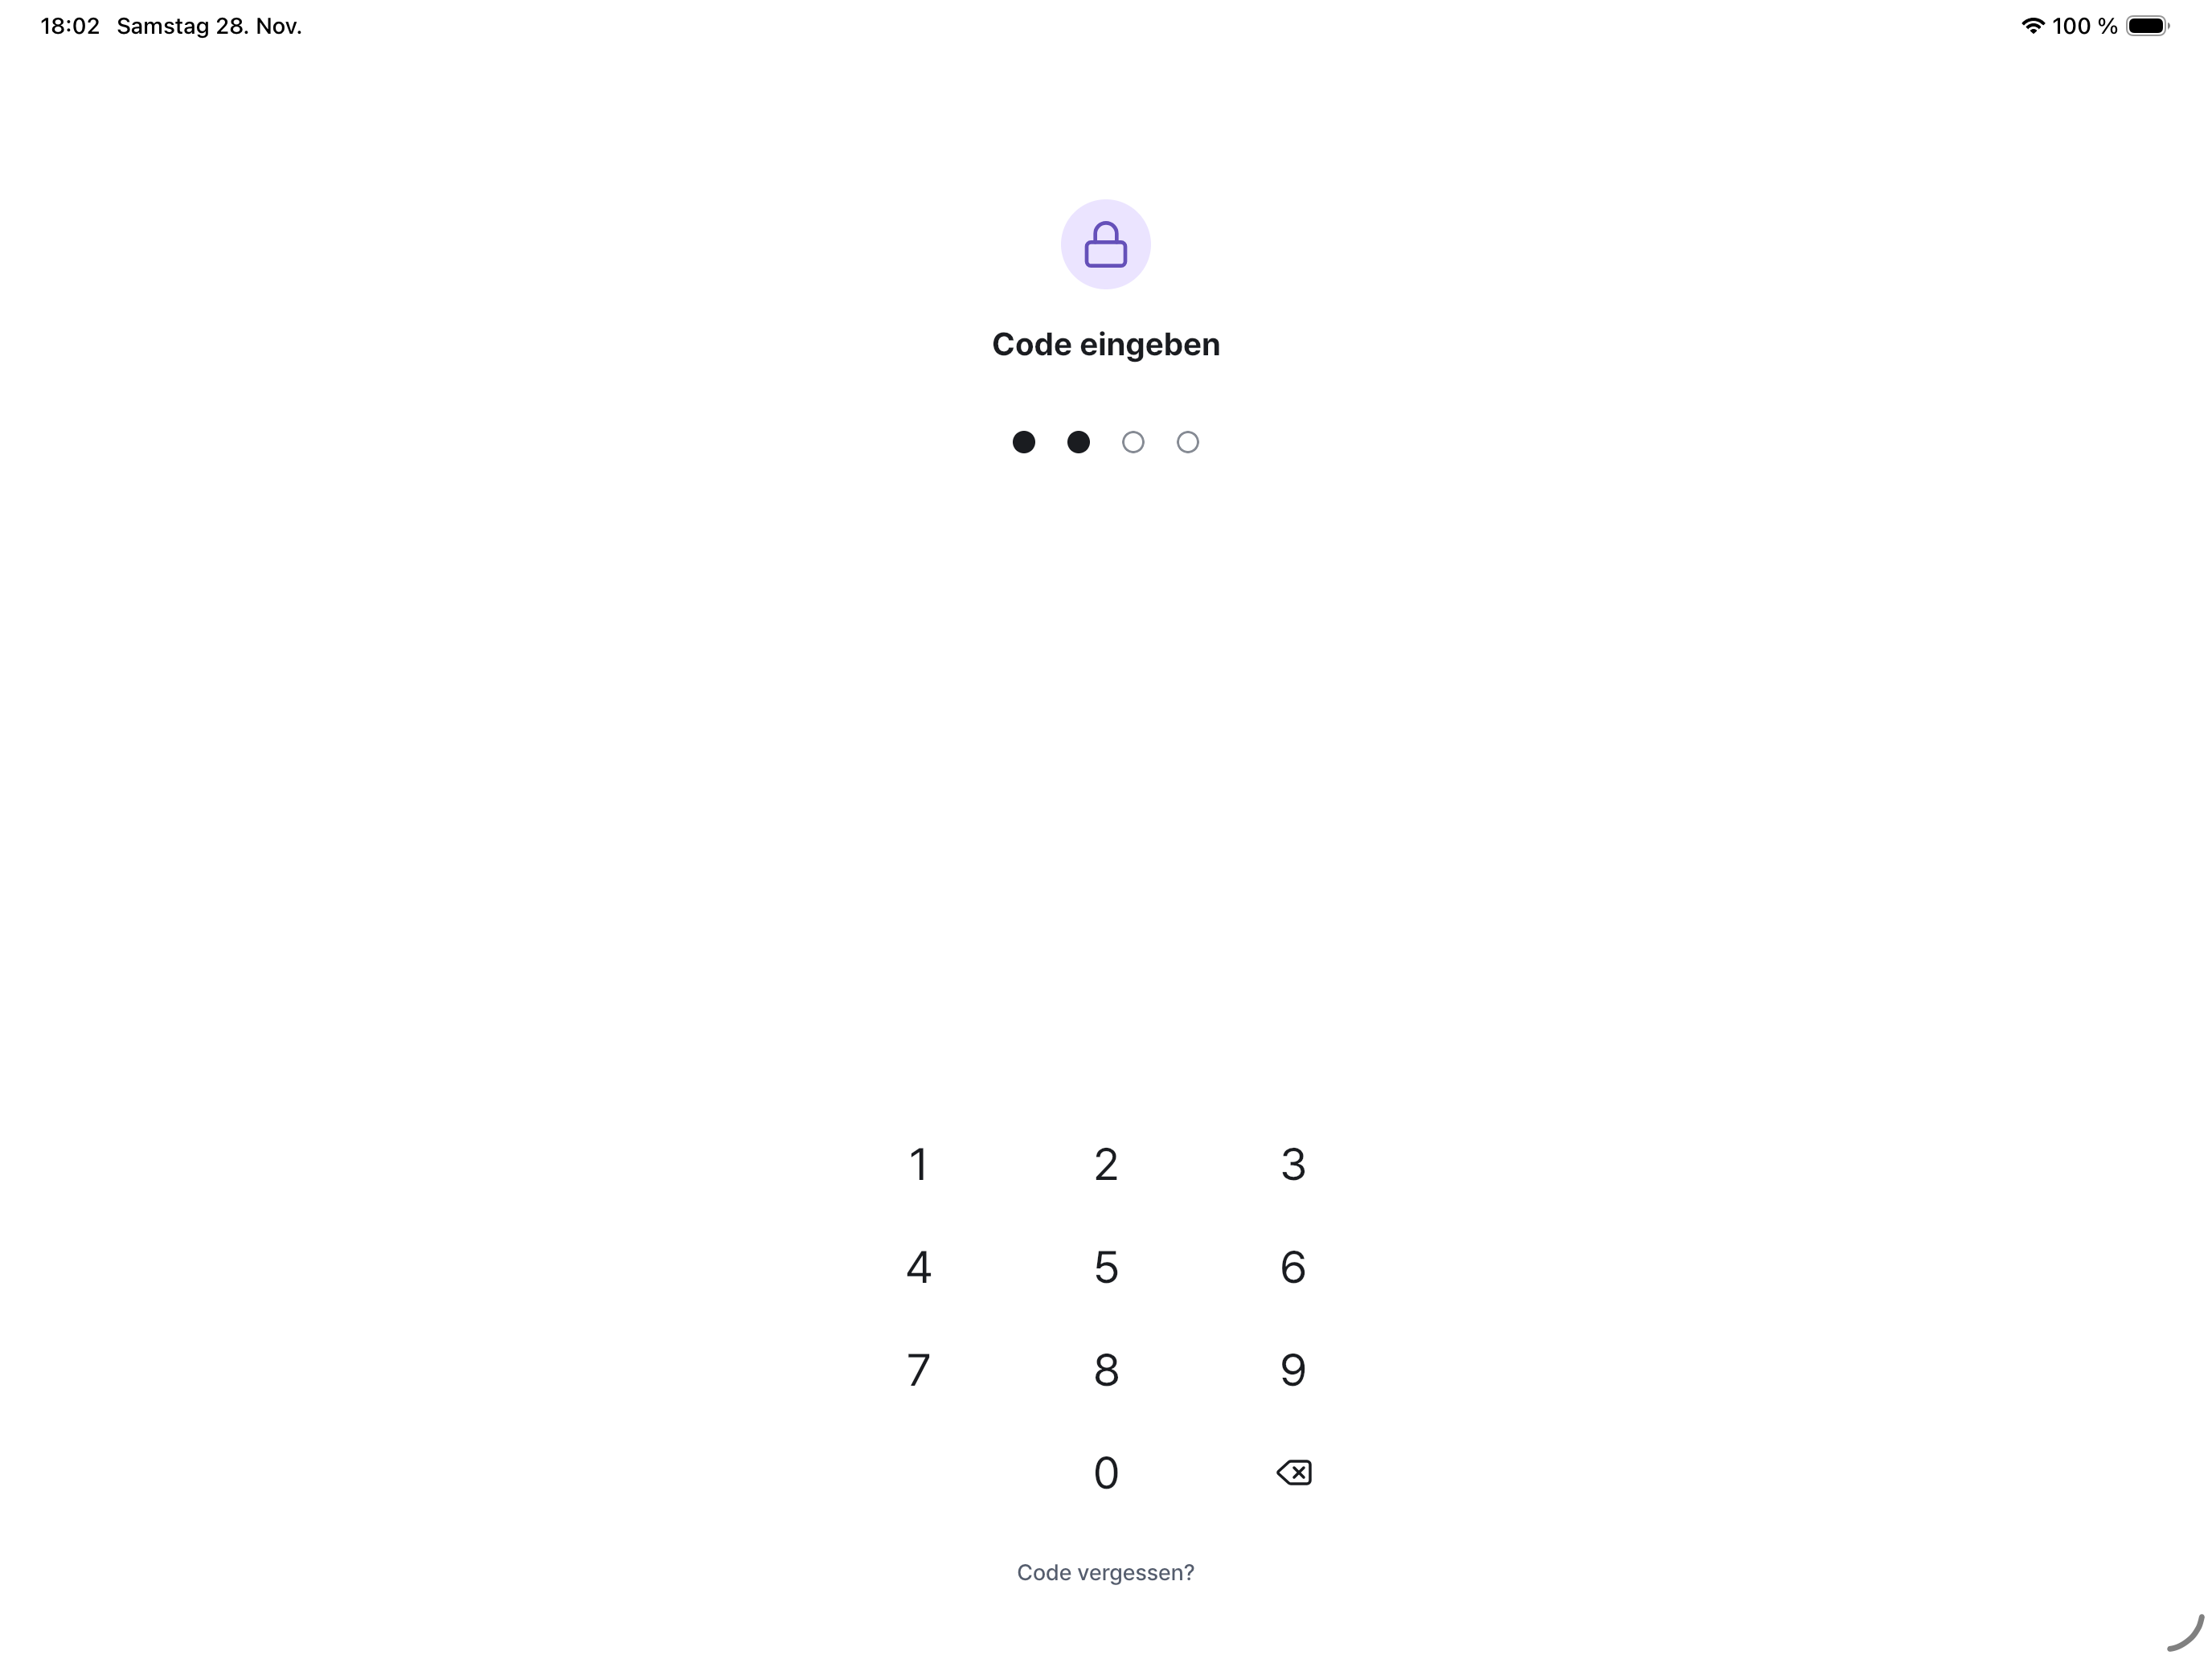 18:02 Samstag 28. Nov. 100 %
Code eingeben
1 2 3
4 5 6
7 8 9
0
Code vergessen?